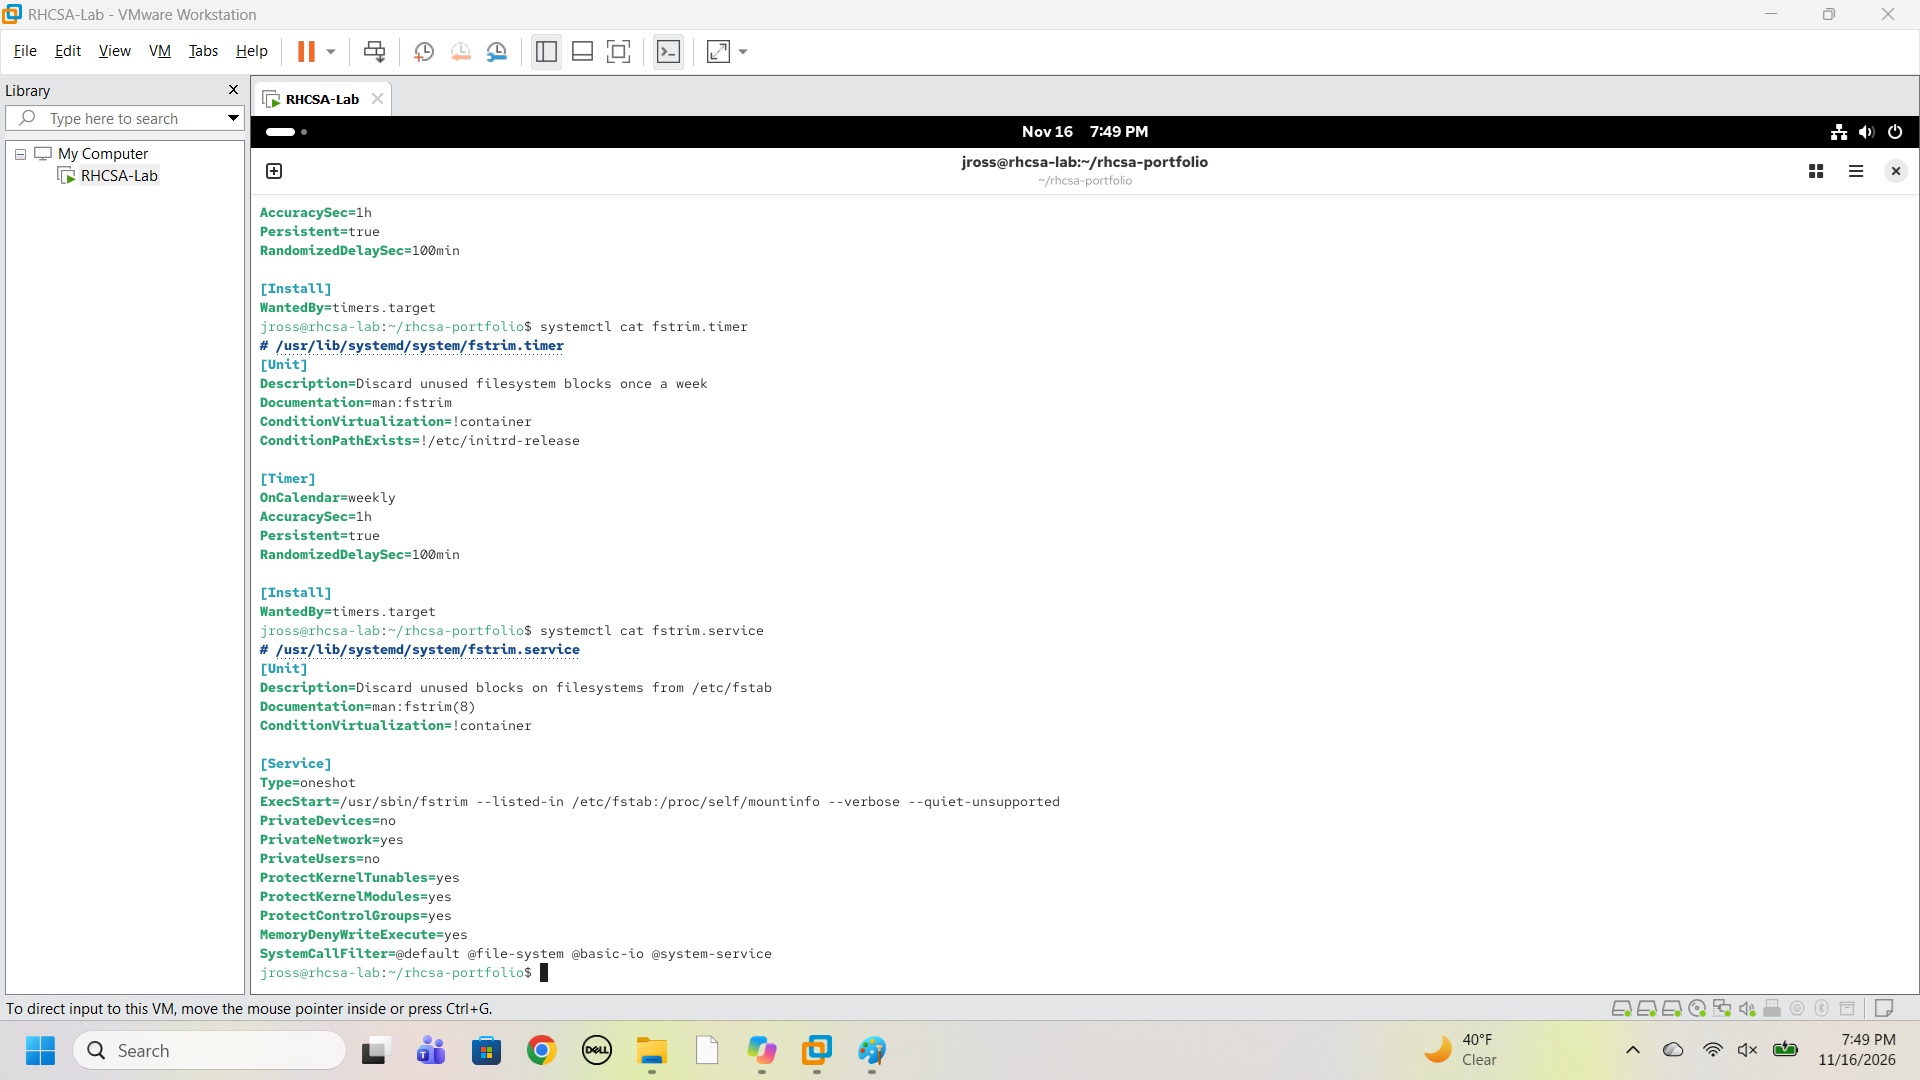 RHCSA-Lab - VMware Workstation
File Edit View VM Tabs Help
Library
Type here to search
My Computer
RHCSA-Lab
RHCSA-Lab
Nov 16 7:49 PM
jross@rhcsa-lab:~/rhcsa-portfolio
~/rhcsa-portfolio
AccuracySec=1h
Persistent=true
RandomizedDelaySec=100min
[Install]
WantedBy=timers.target
jross@rhcsa-lab:~/rhcsa-portfolio$ systemctl cat fstrim.timer
# /usr/lib/systemd/system/fstrim.timer
[Unit]
Description=Discard unused filesystem blocks once a week
Documentation=man:fstrim
ConditionVirtualization=!container
ConditionPathExists=!/etc/initrd-release
[Timer]
OnCalendar=weekly
AccuracySec=1h
Persistent=true
RandomizedDelaySec=100min
[Install]
WantedBy=timers.target
jross@rhcsa-lab:~/rhcsa-portfolio$ systemctl cat fstrim.service
# /usr/lib/systemd/system/fstrim.service
[Unit]
Description=Discard unused blocks on filesystems from /etc/fstab
Documentation=man:fstrim(8)
ConditionVirtualization=!container
[Service]
Type=oneshot
ExecStart=/usr/sbin/fstrim --listed-in /etc/fstab:/proc/self/mountinfo --verbose --quiet-unsupported
PrivateDevices=no
PrivateNetwork=yes
PrivateUsers=no
ProtectKernelTunables=yes
ProtectKernelModules=yes
ProtectControlGroups=yes
MemoryDenyWriteExecute=yes
SystemCallFilter=@default @file-system @basic-io @system-service
jross@rhcsa-lab:~/rhcsa-portfolio$
To direct input to this VM, move the mouse pointer inside or press Ctrl+G.
Search
DELL
40°F
Clear
7:49 PM
11/16/2026